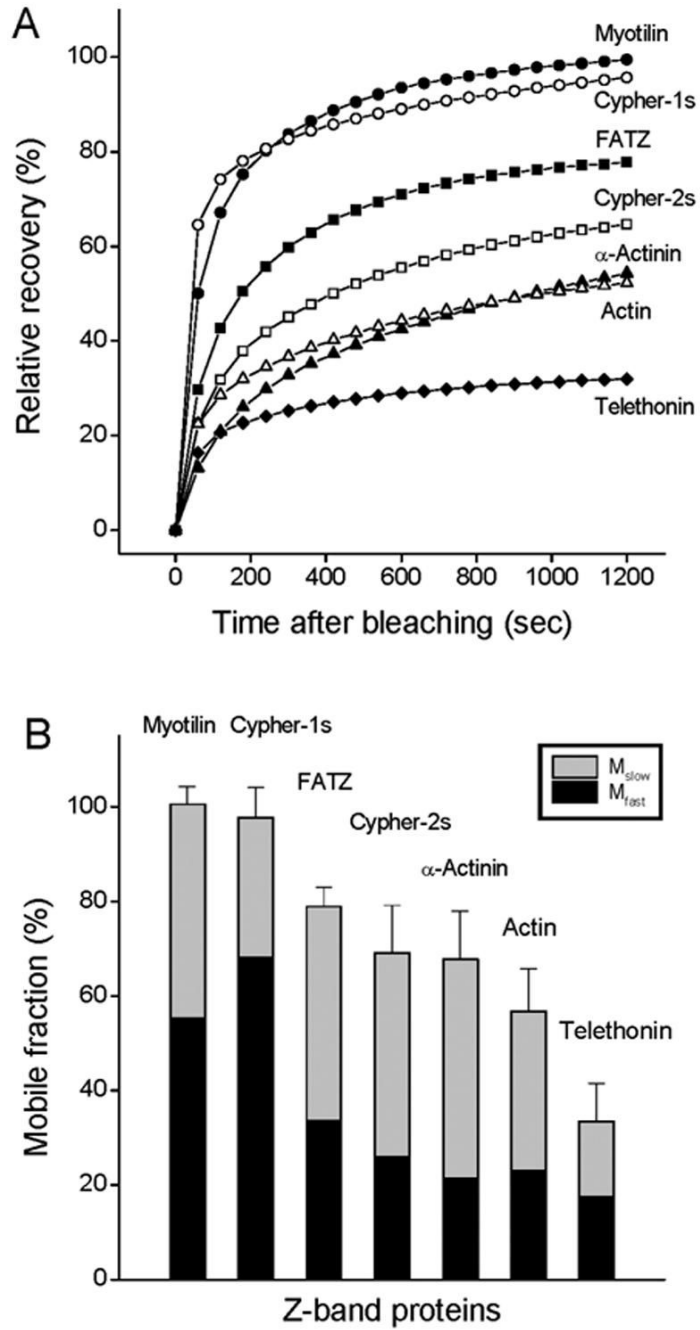 A
Myotilin
Cypher-1s
FATZ
Cypher-2s
α-Actinin
Actin
Telethonin
Relative recovery (%)
100
80
60
40
20
0
0 200 400 600 800 1000 1200
Time after bleaching (sec)
B
Myotilin Cypher-1s
FATZ
Cypher-2s
α-Actinin
Actin
Telethonin
Mslow
Mfast
Mobile fraction (%)
100
80
60
40
20
0
Z-band proteins